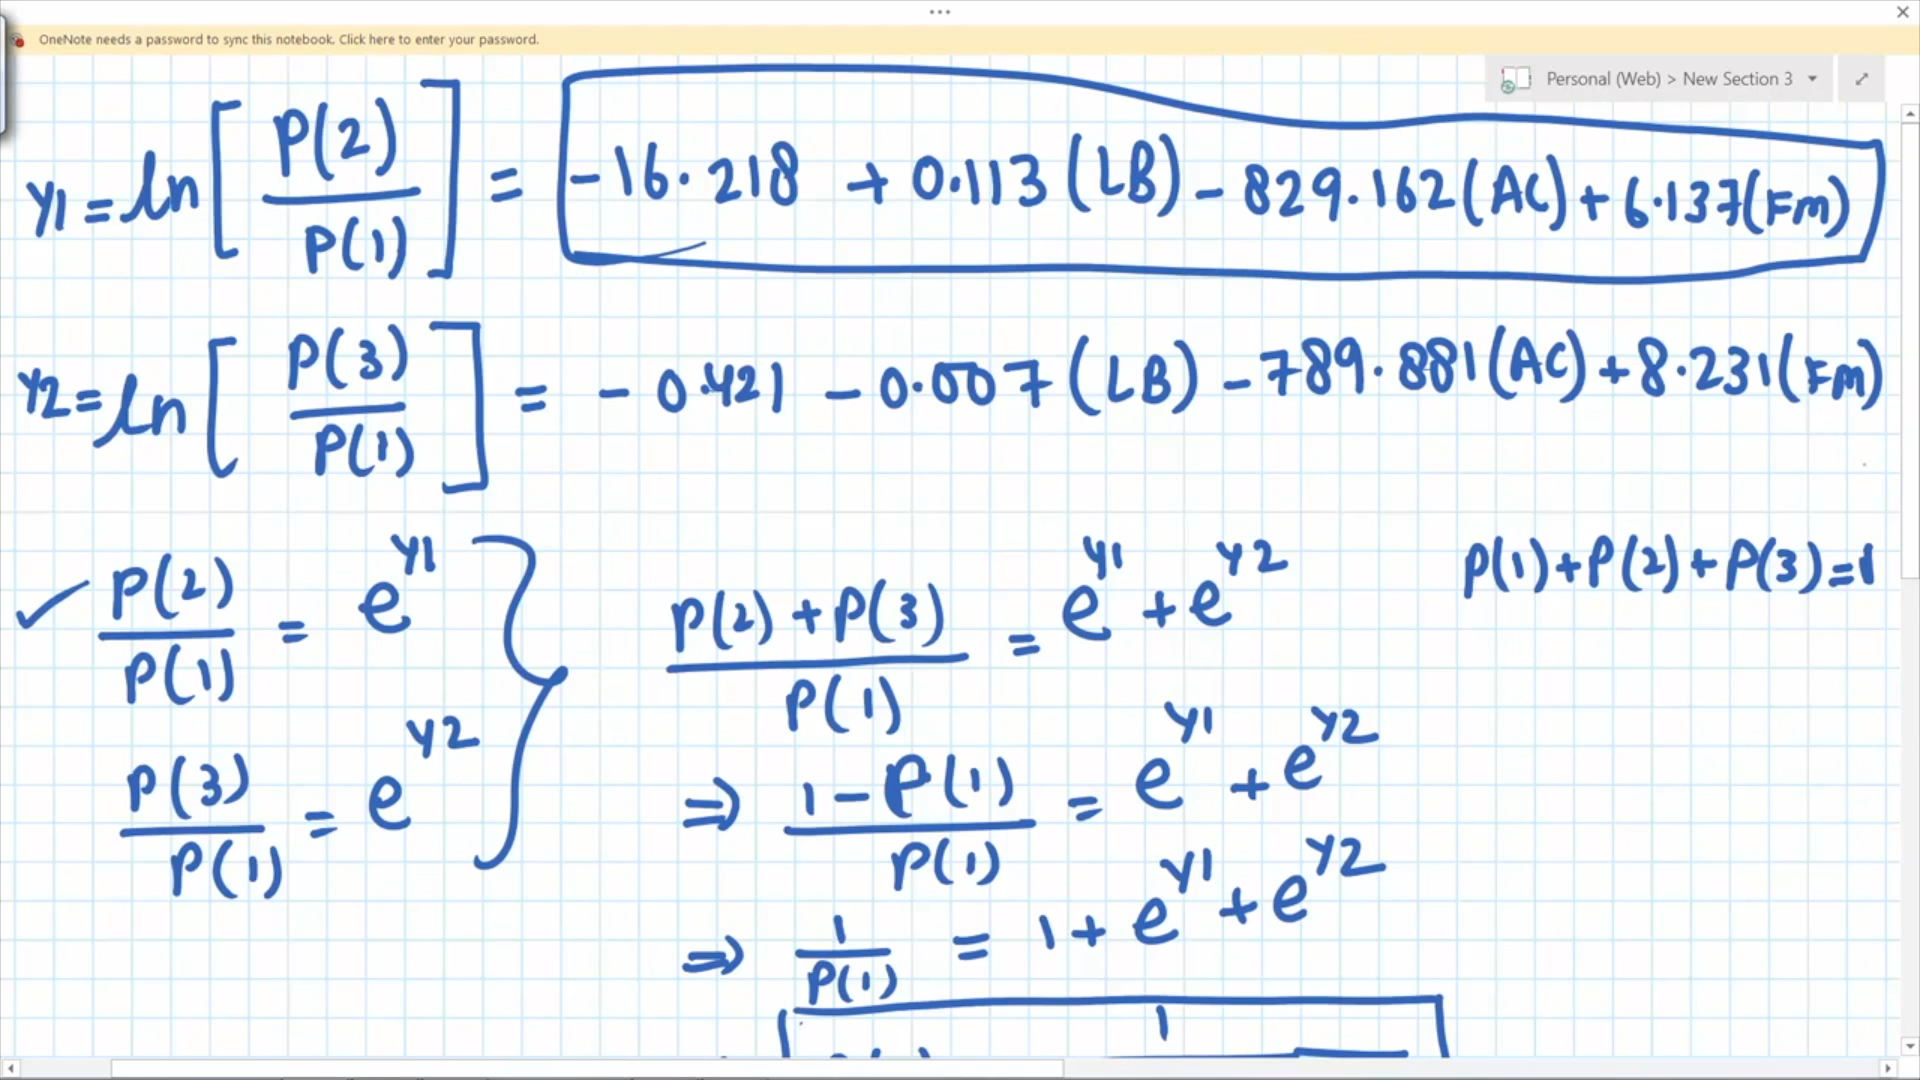 OneNote needs a password to sync this notebook. Click here to enter your password.
Personal (Web) > New Section 3
Y1 = ln [P(2)/P(1)] = -16.218 + 0.113 (LB) - 829.162 (AC) + 6.137 (FM)
Y2 = ln [P(3)/P(1)] = - 0.421 - 0.007 (LB) - 789.881 (AC) + 8.231 (FM)
✓ P(2)/P(1) = e^Y1
P(3)/P(1) = e^Y2
(P(2) + P(3))/P(1) = e^Y1 + e^Y2
P(1) + P(2) + P(3) = 1
⇒ (1 - P(1))/P(1) = e^Y1 + e^Y2
⇒ 1/P(1) = 1 + e^Y1 + e^Y2
1